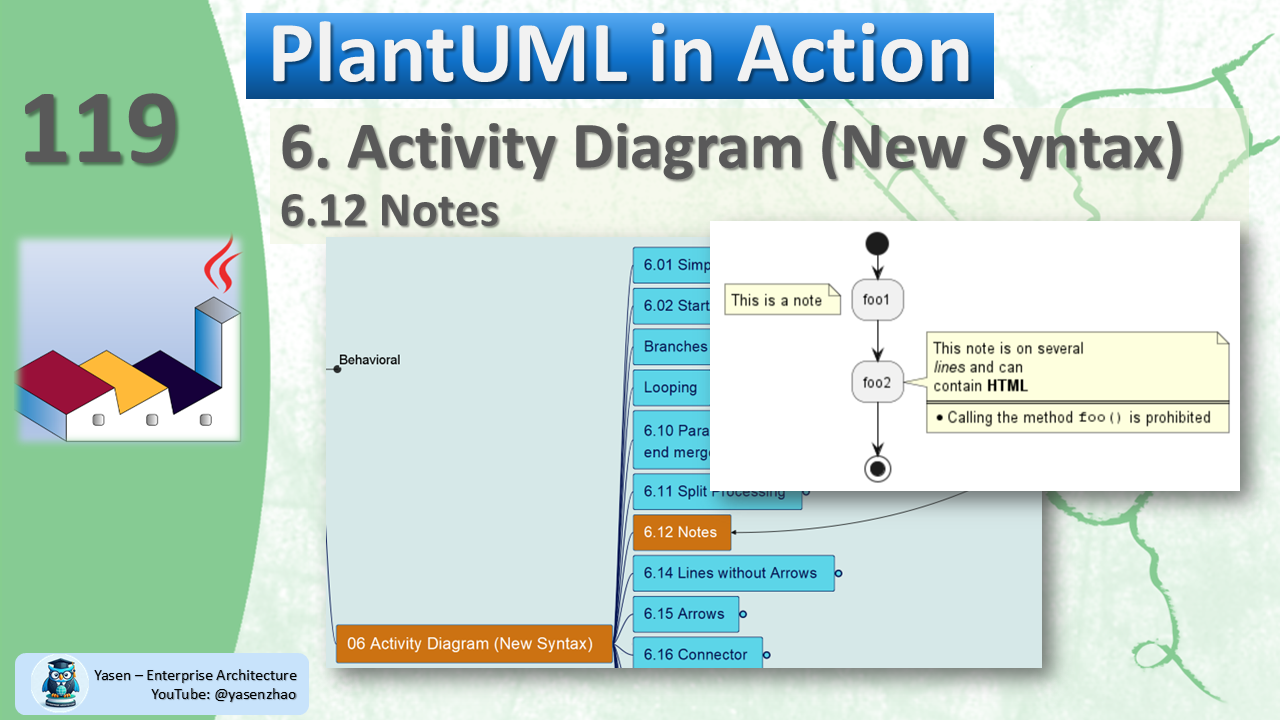 PlantUML in Action
119
6. Activity Diagram (New Syntax)
6.12 Notes
Behavioral
06 Activity Diagram (New Syntax)
6.01 Simp
6.02 Start
Branches
Looping
6.10 Para
end merg
6.11 Split Processing
6.12 Notes
6.14 Lines without Arrows
6.15 Arrows
6.16 Connector
This is a note
foo1
foo2
This note is on several
lines and can
contain HTML
• Calling the method foo() is prohibited
Yasen – Enterprise Architecture
YouTube: @yasenzhao